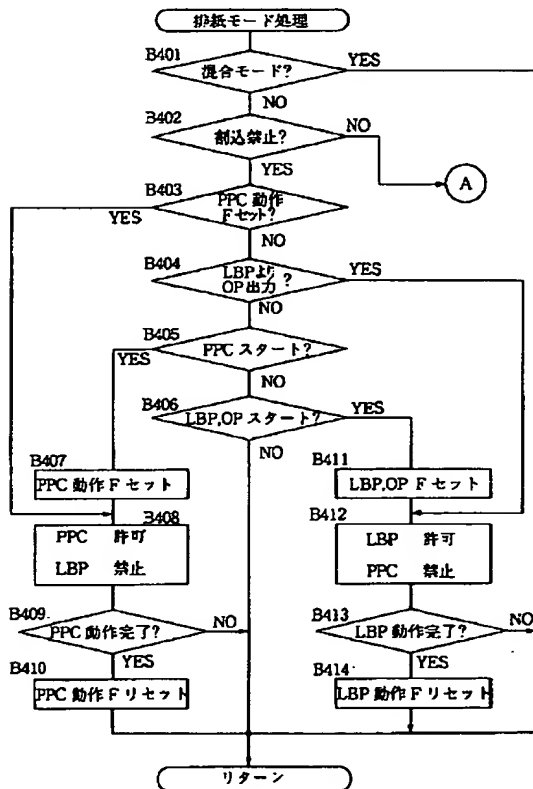 排紙モード処理
B401
混合モード?
YES
NO
B402
割込禁止?
NO
YES
A
B403
PPC 動作
F セット?
YES
NO
B404
LBPより
OP出力?
YES
NO
B405
PPC スタート?
YES
NO
B406
LBP,OP スタート?
YES
NO
B407
PPC 動作 F セット
B411
LBP,OP F セット
B408
PPC 許可
LBP 禁止
B412
LBP 許可
PPC 禁止
B409
PPC 動作完了?
NO
YES
B413
LBP 動作完了?
NO
YES
B410
PPC 動作 F リセット
B414
LBP 動作 F リセット
リターン